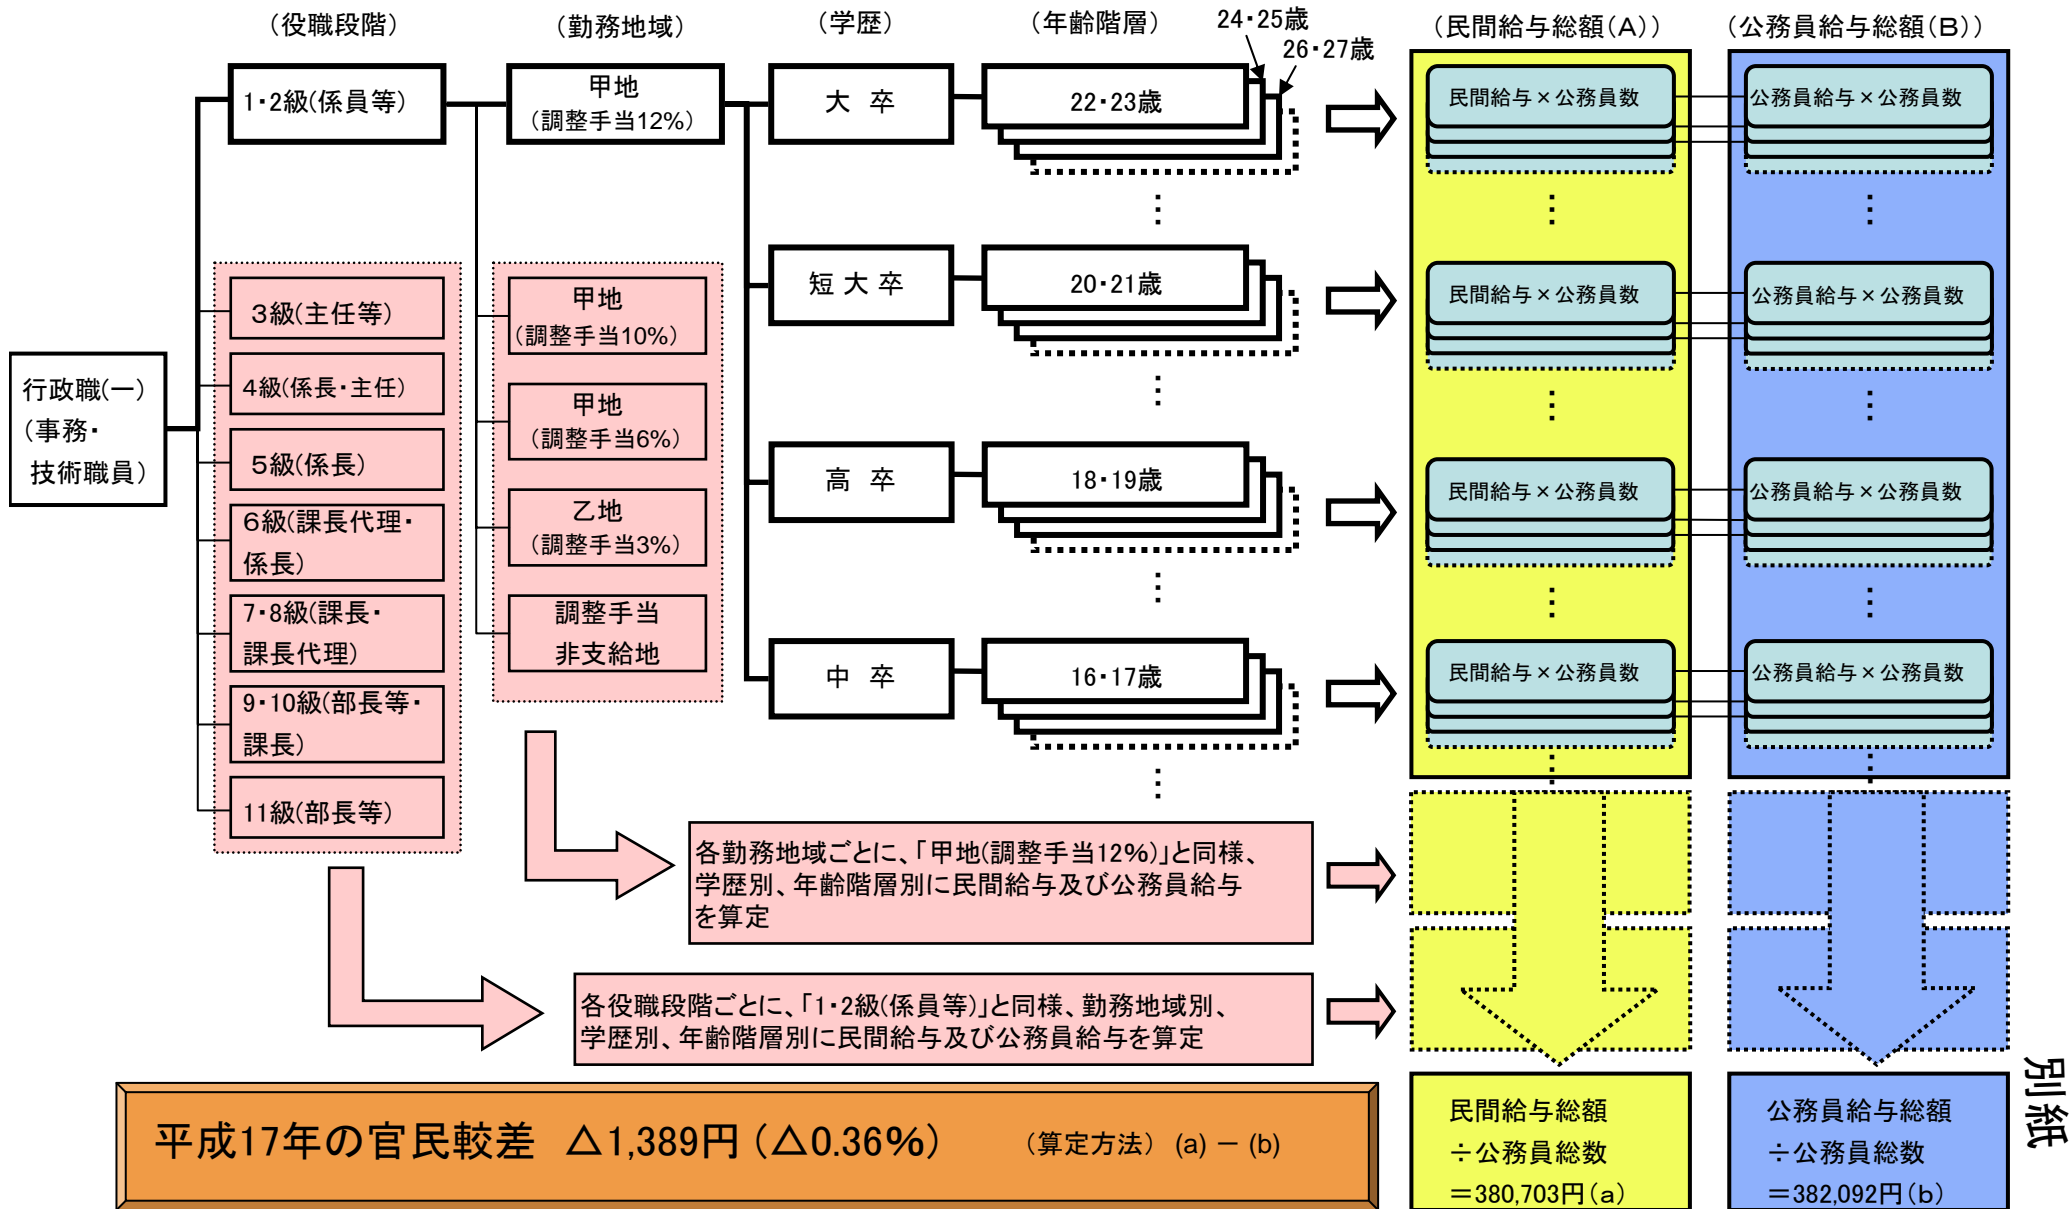 (役職段階)
(勤務地域)
(学歴)
(年齢階層)
24・25歳
26・27歳
(民間給与総額(A))
(公務員給与総額(B))
行政職(一)
(事務・
技術職員)
1・2級(係員等)
3級(主任等)
4級(係長・主任)
5級(係長)
6級(課長代理・
係長)
7・8級(課長・
課長代理)
9・10級(部長等・
課長)
11級(部長等)
甲地
(調整手当12%)
甲地
(調整手当10%)
甲地
(調整手当6%)
乙地
(調整手当3%)
調整手当
非支給地
大 卒
22・23歳
民間給与×公務員数
公務員給与×公務員数
短 大 卒
20・21歳
民間給与×公務員数
公務員給与×公務員数
高 卒
18・19歳
民間給与×公務員数
公務員給与×公務員数
中 卒
16・17歳
民間給与×公務員数
公務員給与×公務員数
各勤務地域ごとに、「甲地(調整手当12%)」と同様、
学歴別、年齢階層別に民間給与及び公務員給与
を算定
各役職段階ごとに、「1・2級(係員等)」と同様、勤務地域別、
学歴別、年齢階層別に民間給与及び公務員給与を算定
平成17年の官民較差 △1,389円(△0.36%) (算定方法) (a) － (b)
民間給与総額
÷公務員総数
＝380,703円(a)
公務員給与総額
÷公務員総数
＝382,092円(b)
別紙